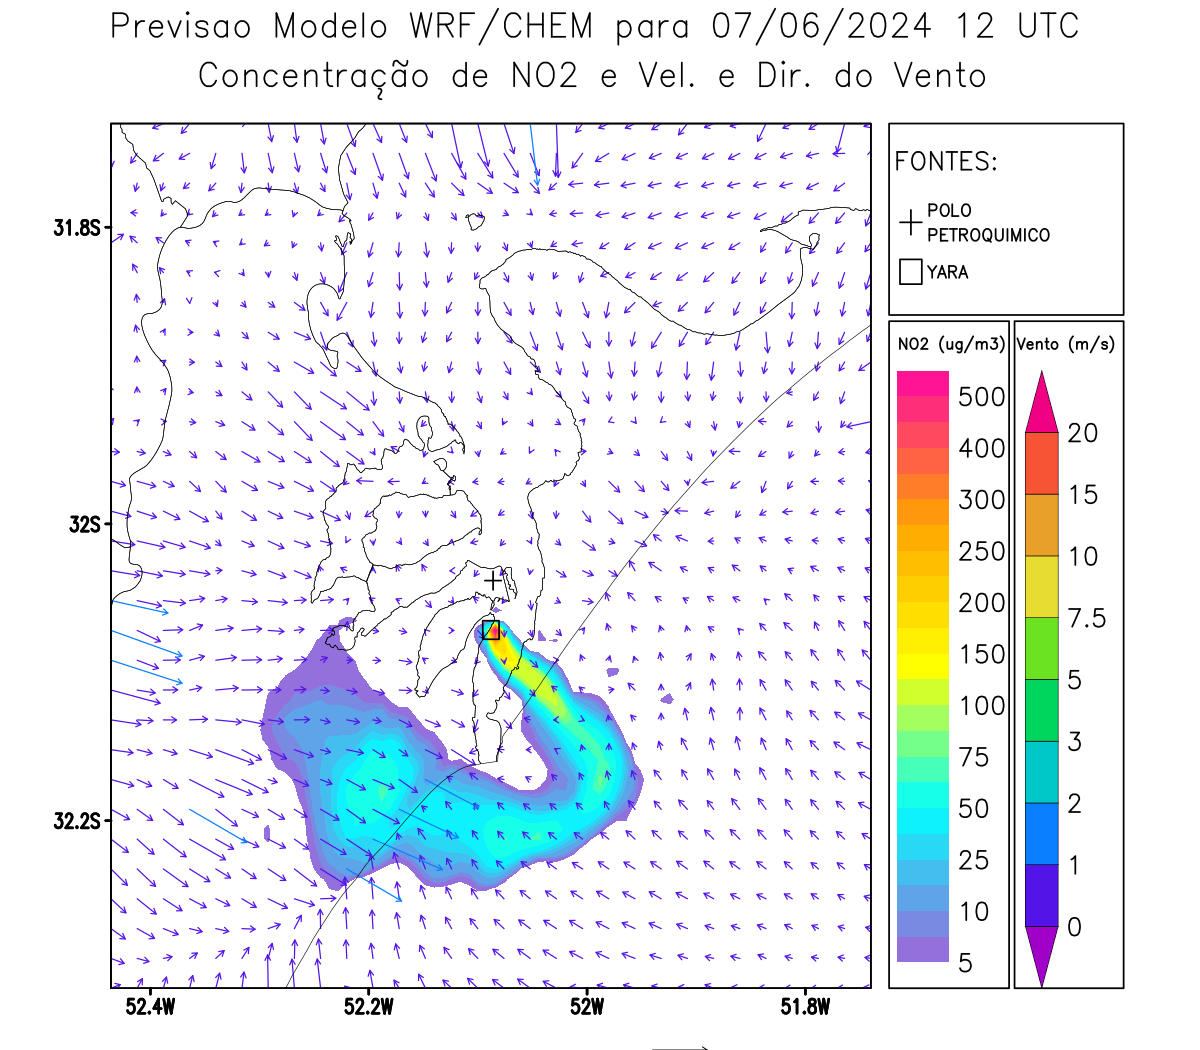 Previsao Modelo WRF/CHEM para 07/06/2024 12 UTC
Concentração de NO2 e Vel. e Dir. do Vento
FONTES:
POLO
PETROQUIMICO
YARA
NO2 (ug/m3)
500
400
300
250
200
150
100
75
50
25
10
5
Vento (m/s)
20
15
10
7.5
5
3
2
1
0
31.8S
32S
32.2S
52.4W
52.2W
52W
51.8W